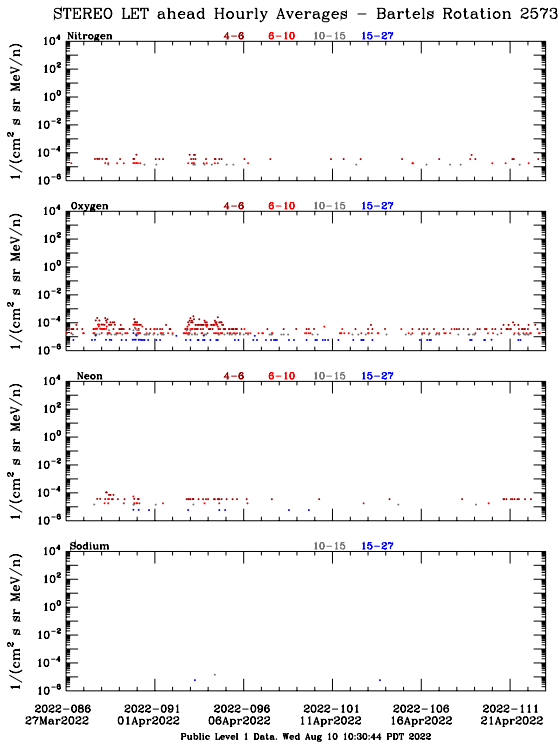 STEREO LET ahead Hourly Averages - Bartels Rotation 2573
Nitrogen 4-6 6-10 10-15 15-27
10^4
10^2
10^0
10^-2
10^-4
10^-6
1/(cm^2 s sr MeV/n)
Oxygen 4-6 6-10 10-15 15-27
10^4
10^2
10^0
10^-2
10^-4
10^-6
1/(cm^2 s sr MeV/n)
Neon 4-6 6-10 10-15 15-27
10^4
10^2
10^0
10^-2
10^-4
10^-6
1/(cm^2 s sr MeV/n)
Sodium 10-15 15-27
10^4
10^2
10^0
10^-2
10^-4
10^-6
1/(cm^2 s sr MeV/n)
2022-086 2022-091 2022-096 2022-101 2022-106 2022-111
27Mar2022 01Apr2022 06Apr2022 11Apr2022 16Apr2022 21Apr2022
Public Level 1 Data. Wed Aug 10 10:30:44 PDT 2022